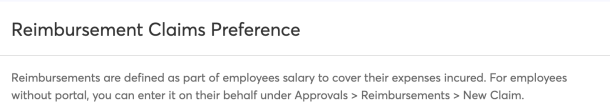 Reimbursement Claims Preference
Reimbursements are defined as part of employees salary to cover their expenses incured. For employees
without portal, you can enter it on their behalf under Approvals > Reimbursements > New Claim.